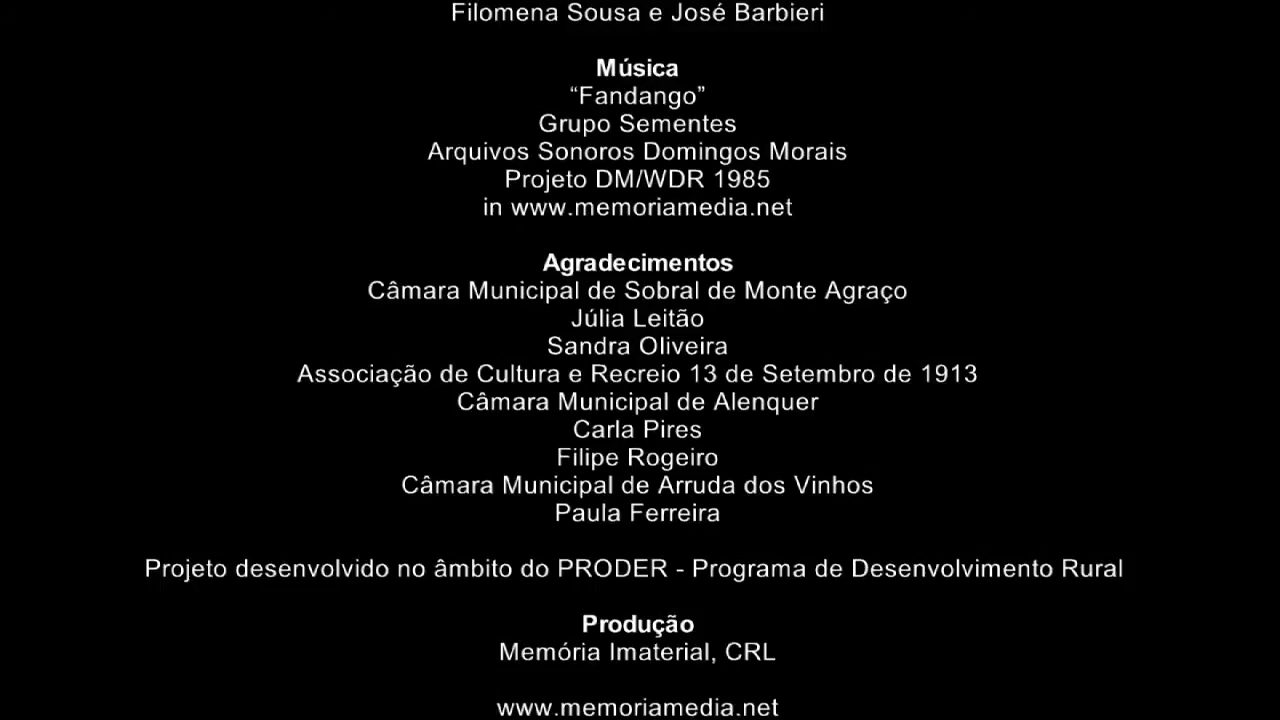 Filomena Sousa e José Barbieri
Música
“Fandango”
Grupo Sementes
Arquivos Sonoros Domingos Morais
Projeto DM/WDR 1985
in www.memoriamedia.net
Agradecimentos
Câmara Municipal de Sobral de Monte Agraço
Júlia Leitão
Sandra Oliveira
Associação de Cultura e Recreio 13 de Setembro de 1913
Câmara Municipal de Alenquer
Carla Pires
Filipe Rogeiro
Câmara Municipal de Arruda dos Vinhos
Paula Ferreira
Projeto desenvolvido no âmbito do PRODER - Programa de Desenvolvimento Rural
Produção
Memória Imaterial, CRL
www.memoriamedia.net